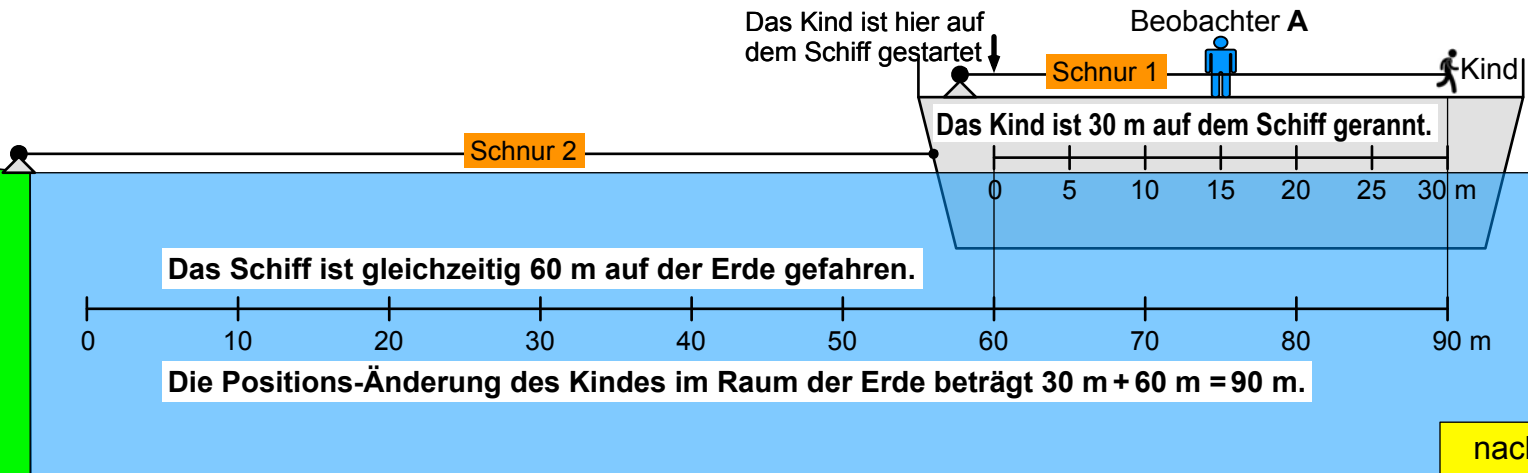 Das Kind ist hier auf
dem Schiff gestartet
Beobachter A
Schnur 1
Kind
Das Kind ist 30 m auf dem Schiff gerannt.
Schnur 2
0 5 10 15 20 25 30 m
Das Schiff ist gleichzeitig 60 m auf der Erde gefahren.
0 10 20 30 40 50 60 70 80 90 m
Die Positions-Änderung des Kindes im Raum der Erde beträgt 30 m + 60 m = 90 m.